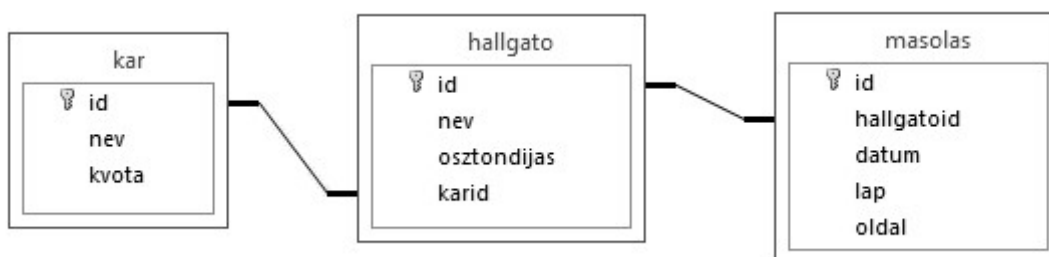 kar
id
nev
kvota
hallgato
id
nev
osztondijas
karid
masolas
id
hallgatoid
datum
lap
oldal